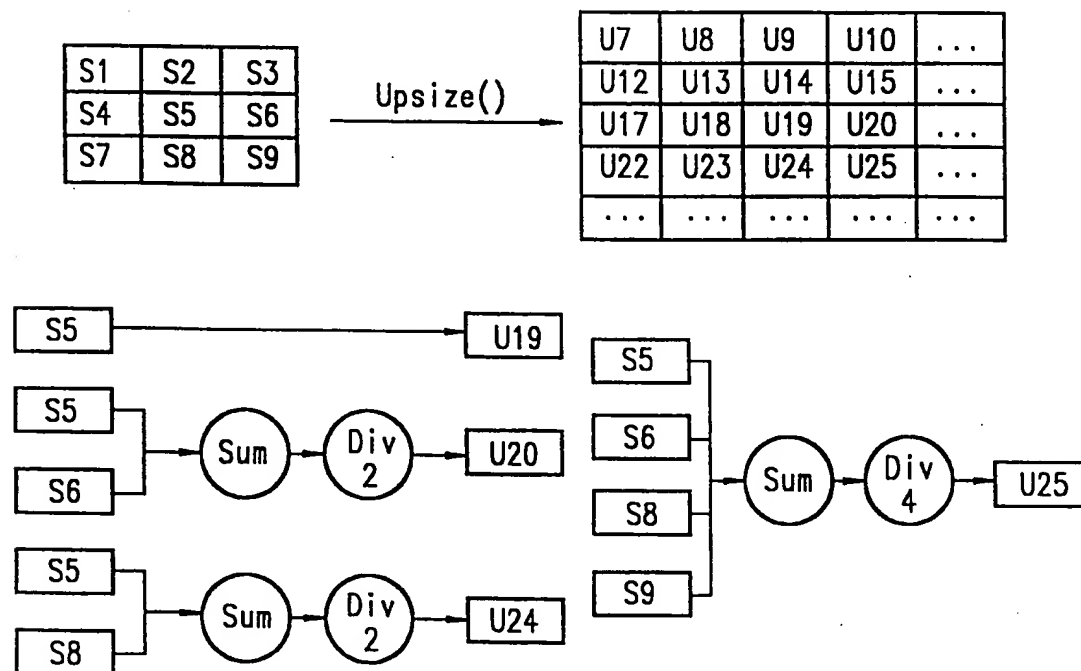 S1 S2 S3
S4 S5 S6
S7 S8 S9
Upsize()
U7 U8 U9 U10 ...
U12 U13 U14 U15 ...
U17 U18 U19 U20 ...
U22 U23 U24 U25 ...
... ... ... ... ...
S5 U19
S5
S6
Sum
Div
2
U20
S5
S8
Sum
Div
2
U24
S5
S6
S8
S9
Sum
Div
4
U25